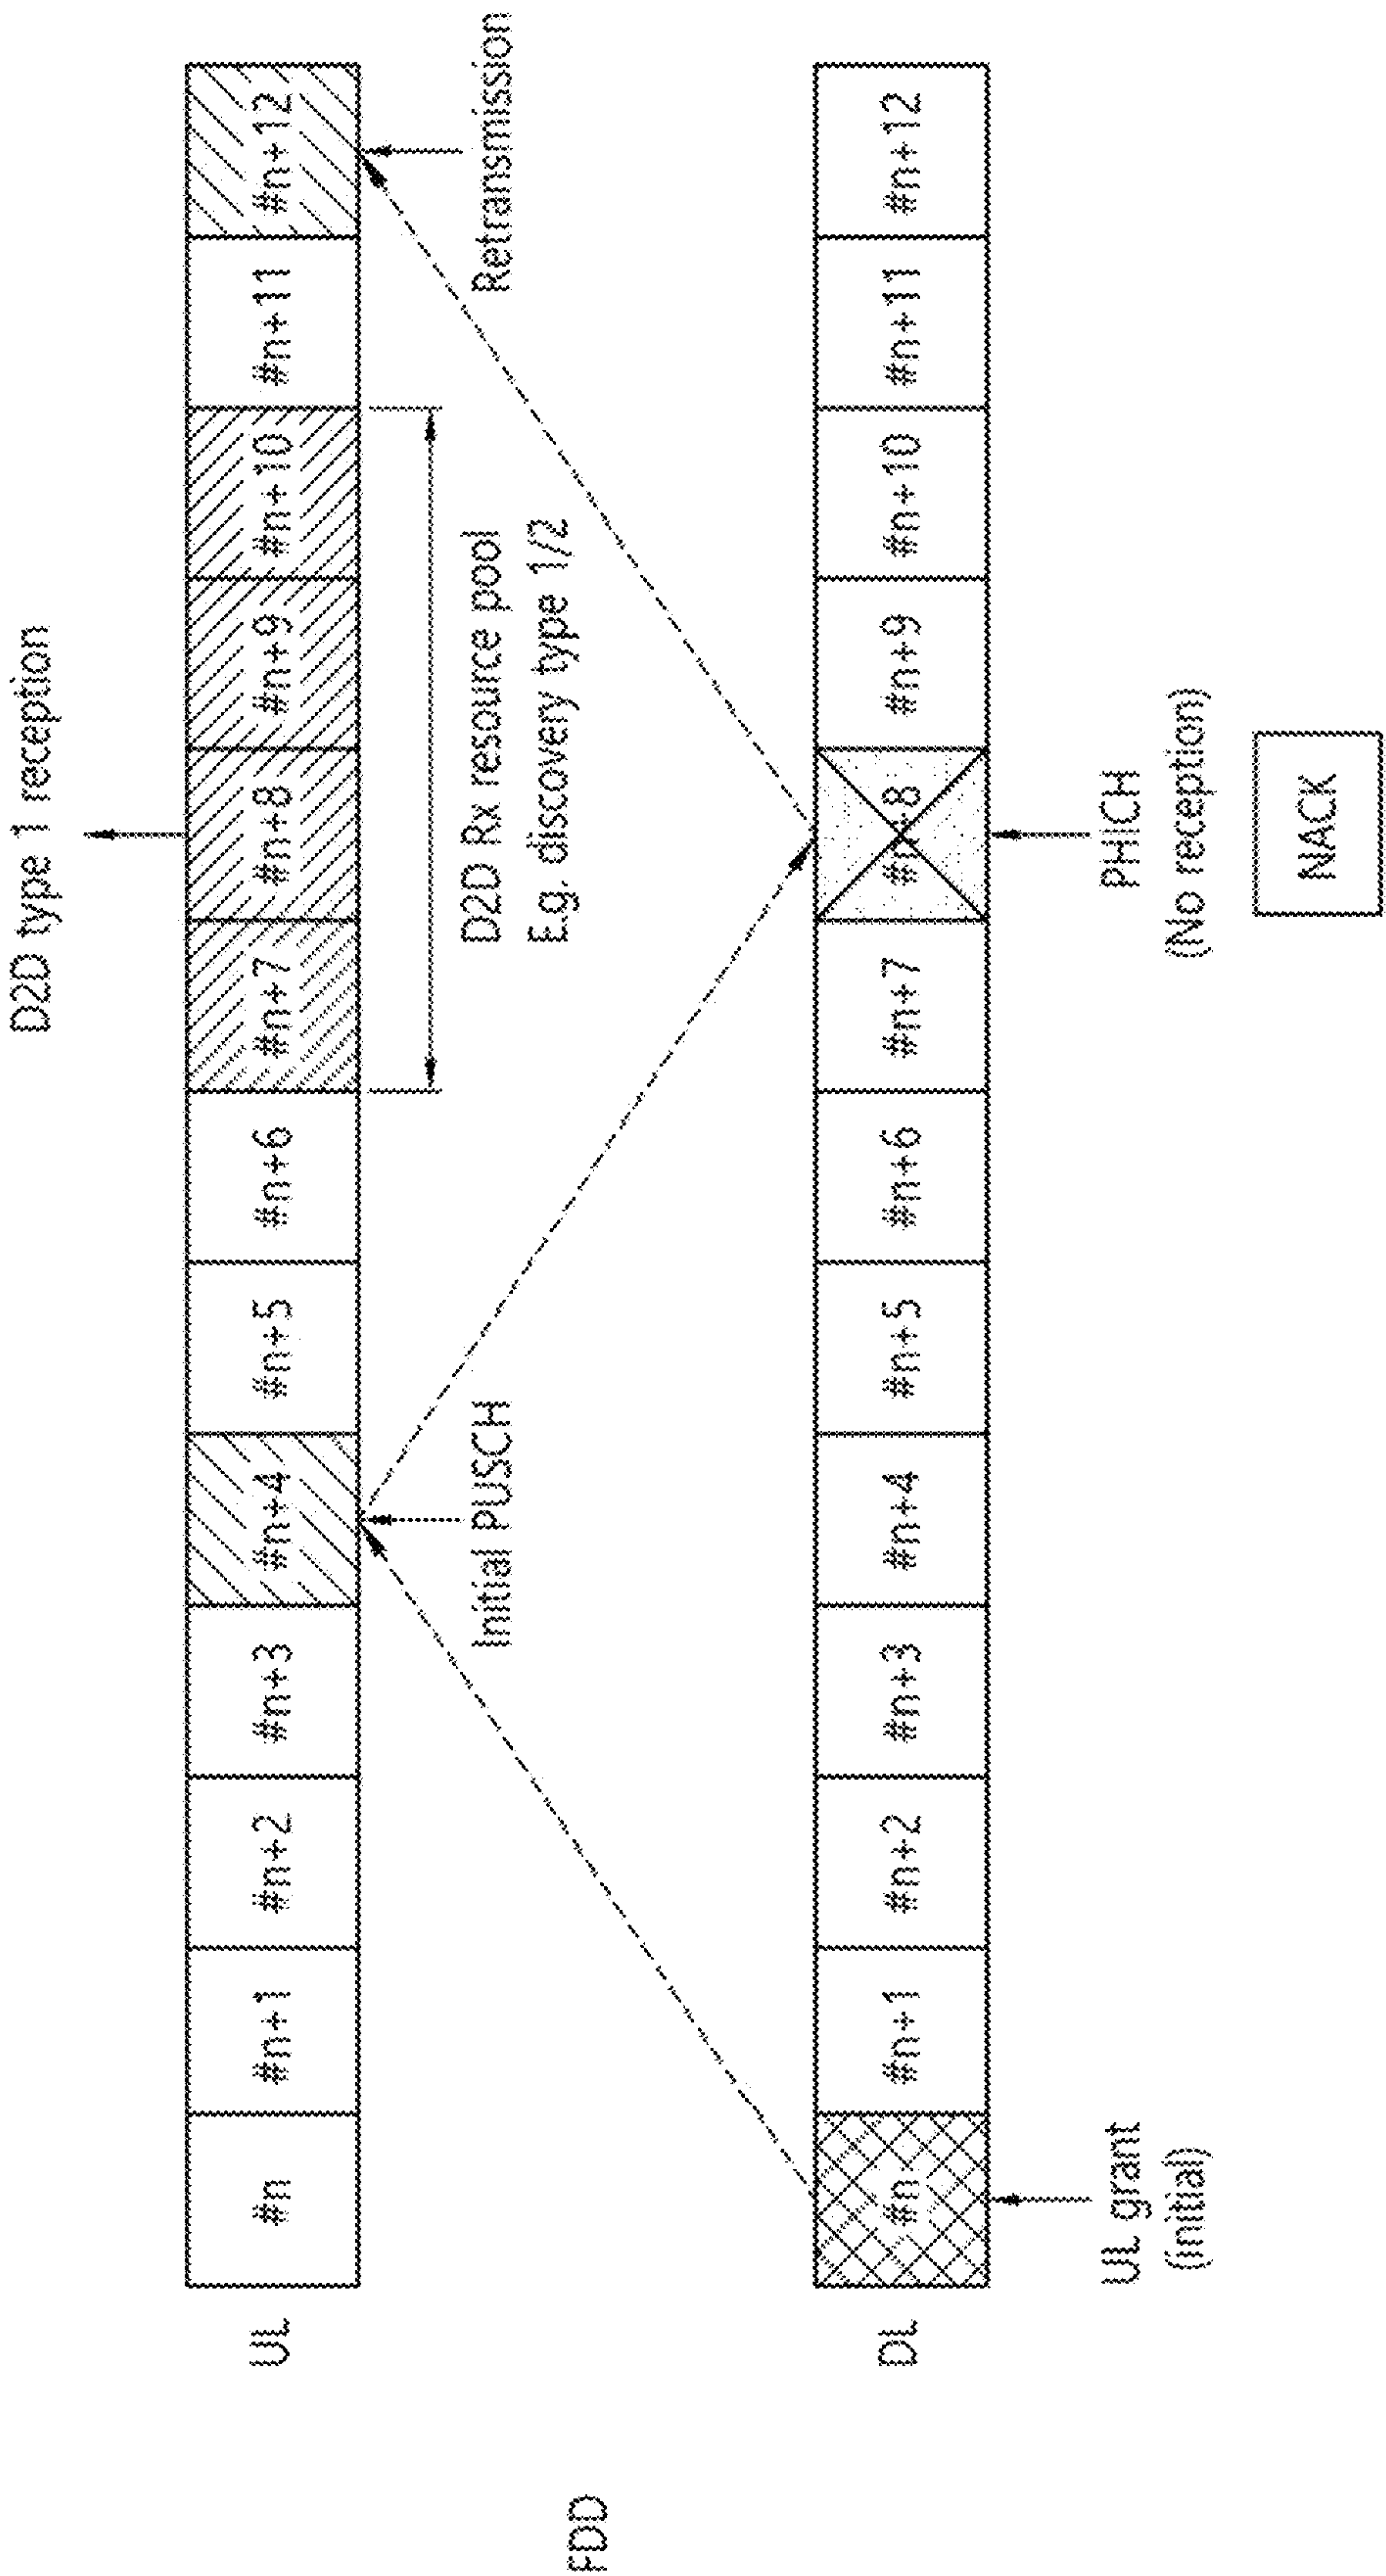 D2D type 1 reception
UL
#n
#n+1
#n+2
#n+3
#n+4
#n+5
#n+6
#n+7
#n+8
#n+9
#n+10
#n+11
#n+12
Initial PUSCH
D2D Rx resource pool
E.g. discovery type 1/2
Retransmission
FDD
DL
#n
#n+1
#n+2
#n+3
#n+4
#n+5
#n+6
#n+7
#n+8
#n+9
#n+10
#n+11
#n+12
UL grant
(initial)
PHICH
(No reception)
NACK